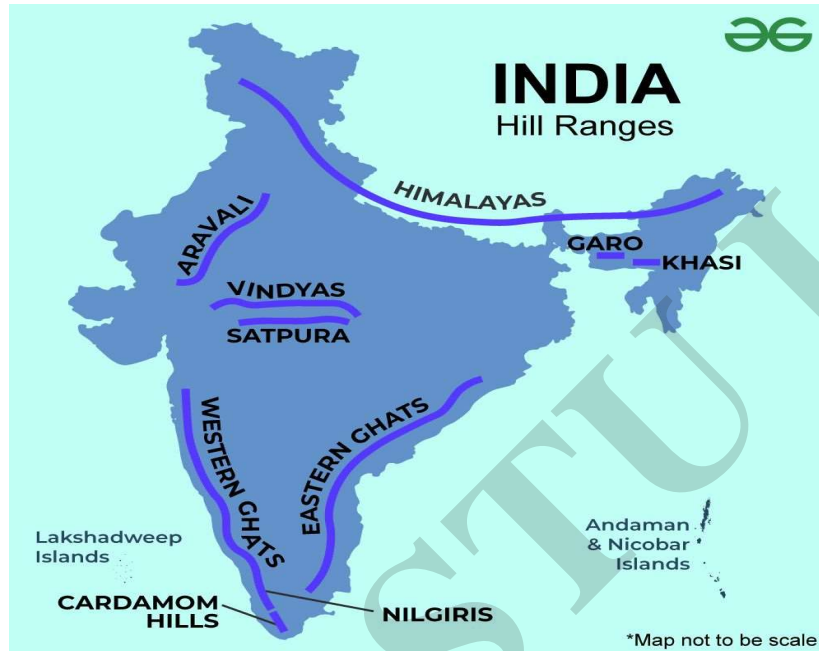 INDIA
Hill Ranges
HIMALAYAS
ARAVALI
GARO
KHASI
VINDYAS
SATPURA
WESTERN GHATS
EASTERN GHATS
Lakshadweep
Islands
Andaman
& Nicobar
Islands
CARDAMOM
HILLS
NILGIRIS
*Map not to be scale
STU